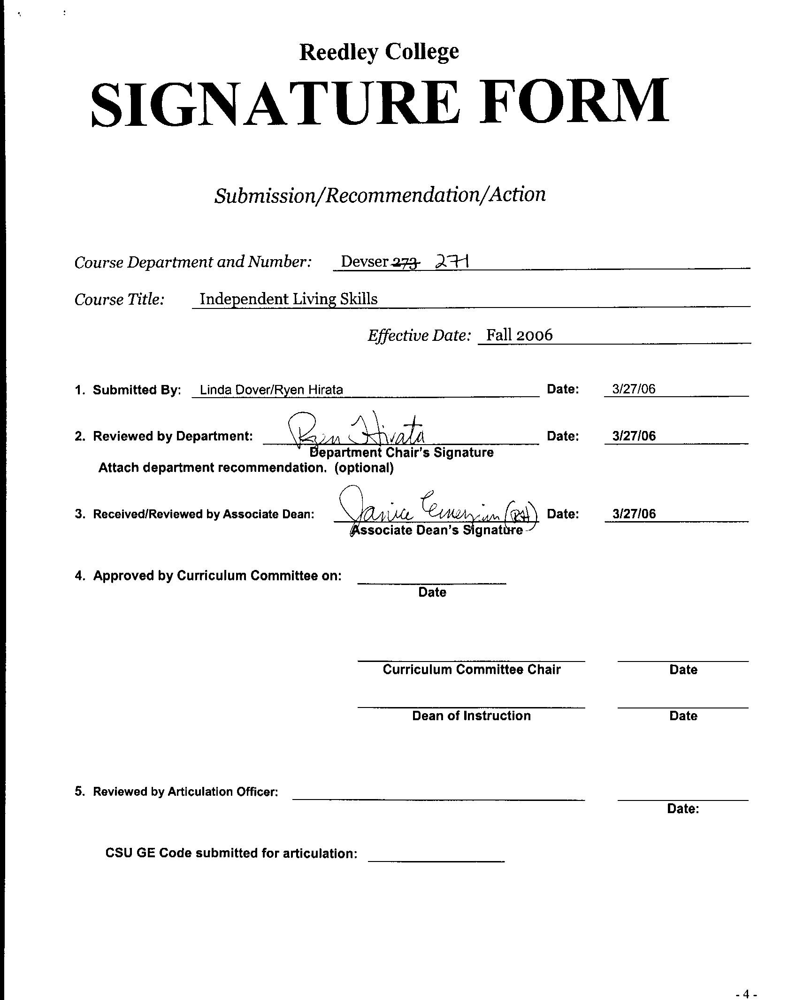 Reedley College
SIGNATURE FORM
Submission/Recommendation/Action
Course Department and Number: Devser 273 271
Course Title: Independent Living Skills
Effective Date: Fall 2006
1. Submitted By: Linda Dover/Ryen Hirata Date: 3/27/06
2. Reviewed by Department: Ryen Hirata Date: 3/27/06
Department Chair's Signature
Attach department recommendation. (optional)
3. Received/Reviewed by Associate Dean: Janice Emerzian (RH) Date: 3/27/06
Associate Dean's Signature
4. Approved by Curriculum Committee on:
Date
Curriculum Committee Chair Date
Dean of Instruction Date
5. Reviewed by Articulation Officer:
Date:
CSU GE Code submitted for articulation:
- 4 -